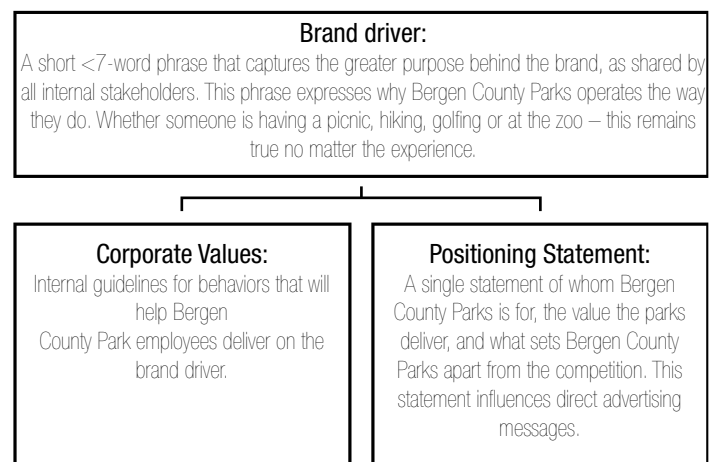 Brand driver:
A short <7-word phrase that captures the greater purpose behind the brand, as shared by
all internal stakeholders. This phrase expresses why Bergen County Parks operates the way
they do. Whether someone is having a picnic, hiking, golfing or at the zoo – this remains
true no matter the experience.
Corporate Values:
Internal guidelines for behaviors that will
help Bergen
County Park employees deliver on the
brand driver.
Positioning Statement:
A single statement of whom Bergen
County Parks is for, the value the parks
deliver, and what sets Bergen County
Parks apart from the competition. This
statement influences direct advertising
messages.